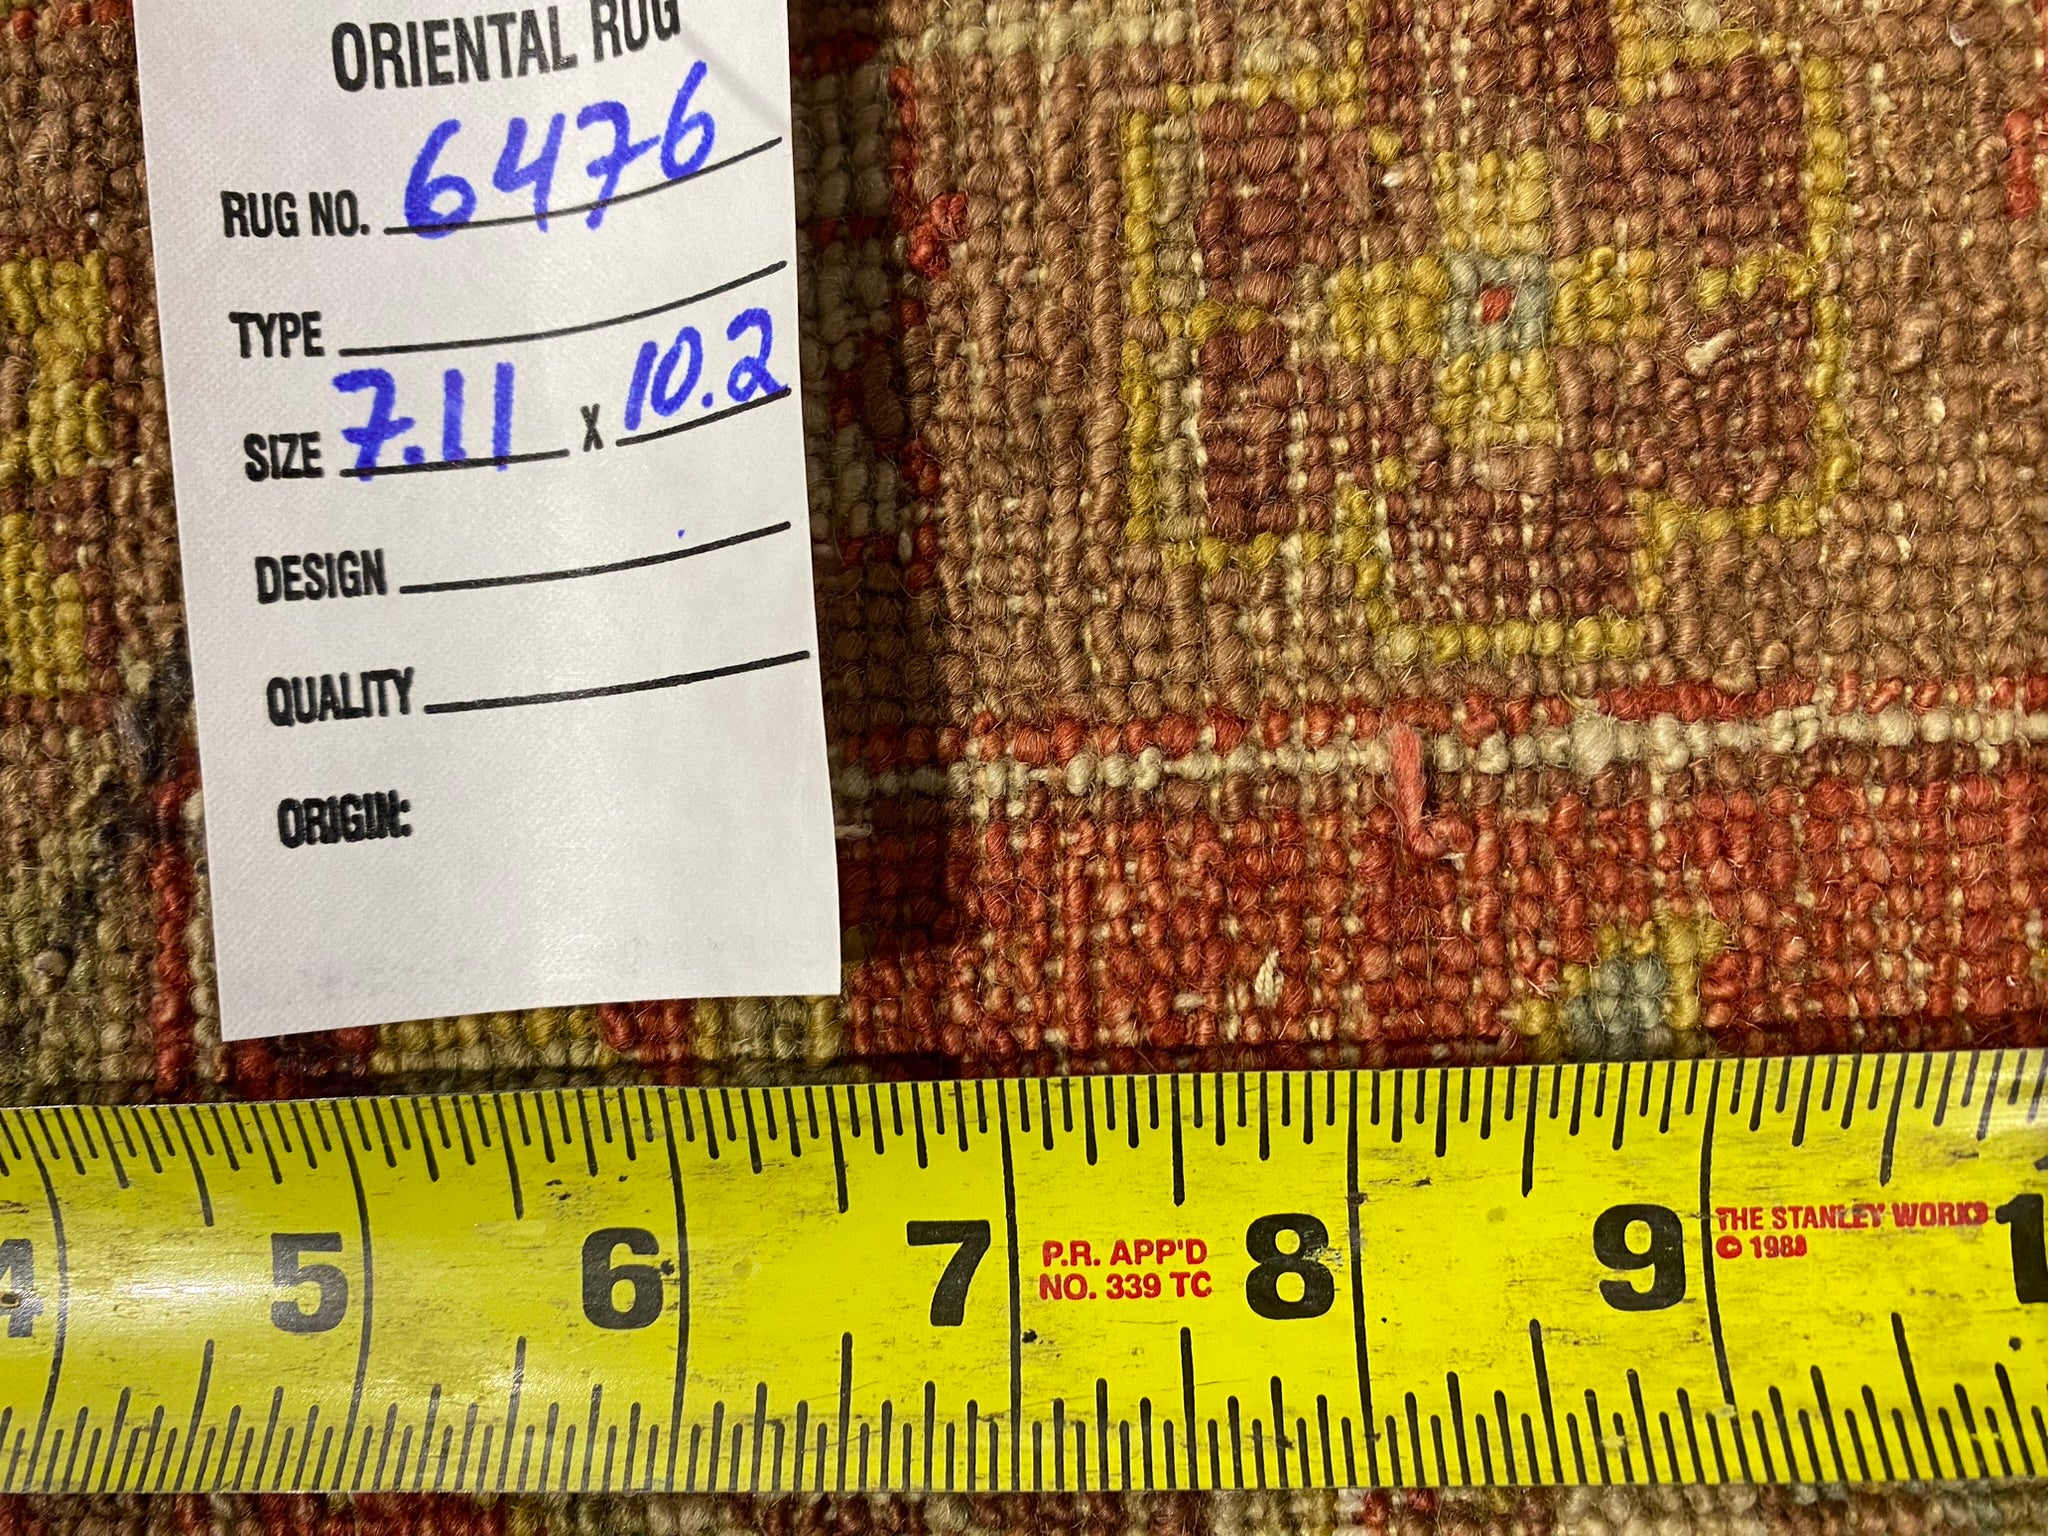 ORIENTAL RUG
RUG NO. 6476
TYPE
SIZE 7.11 X 10.2
DESIGN
QUALITY
ORIGIN:
4 5 6 7 8 9 1
P.R. APP'D
NO. 339 TC
THE STANLEY WORKS
© 1988